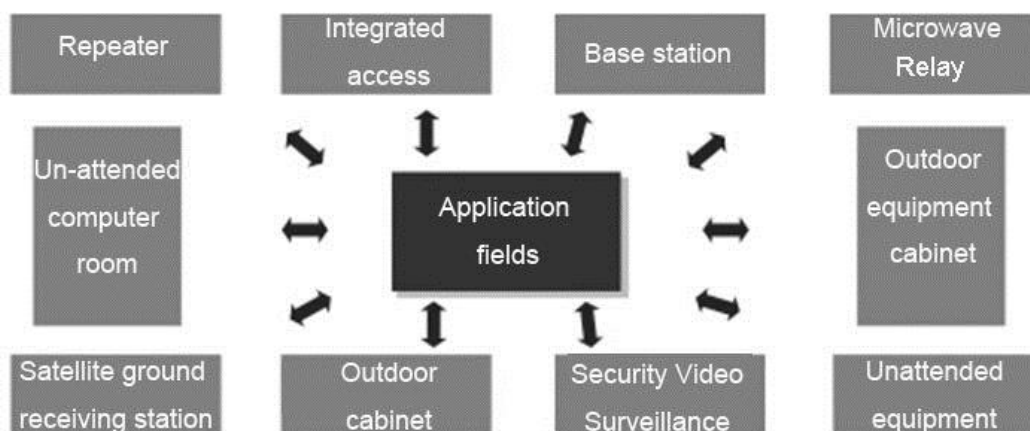 Repeater
Integrated
access
Base station
Microwave
Relay
Un-attended
computer
room
Application
fields
Outdoor
equipment
cabinet
Satellite ground
receiving station
Outdoor
cabinet
Security Video
Surveillance
Unattended
equipment